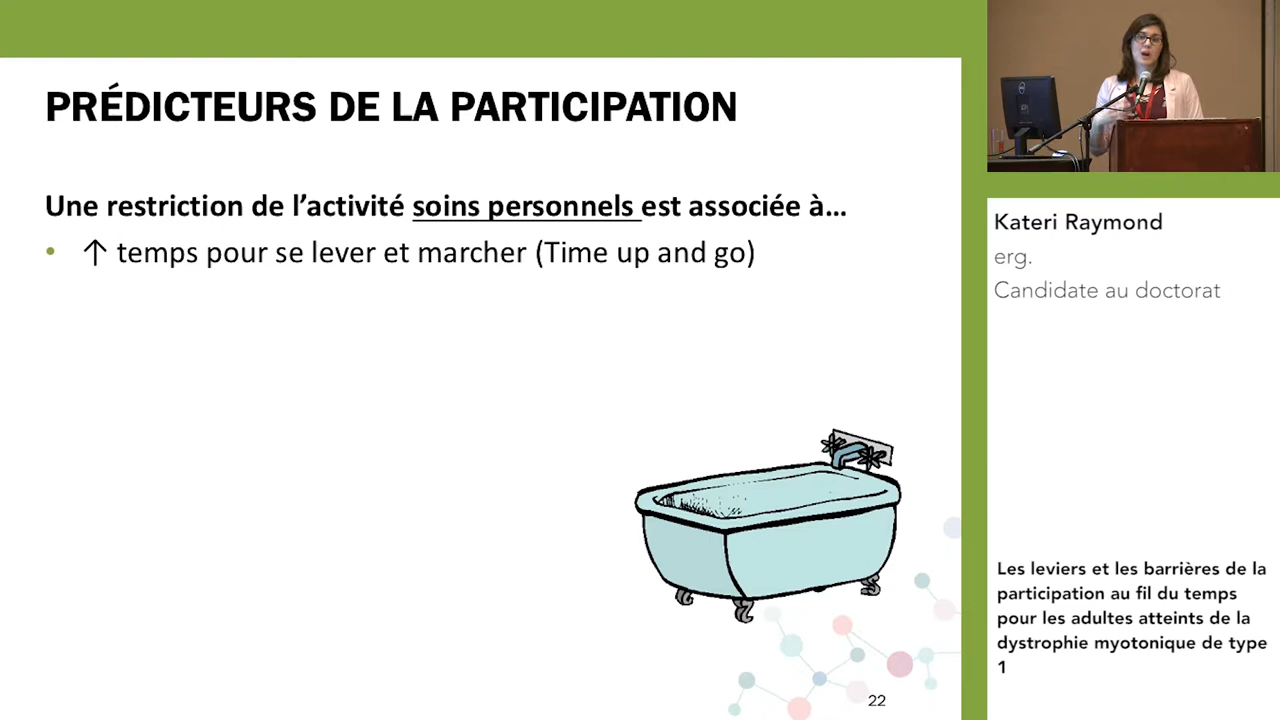 PRÉDICTEURS DE LA PARTICIPATION
Une restriction de l’activité soins personnels est associée à…
• ↑ temps pour se lever et marcher (Time up and go)
22
Kateri Raymond
erg.
Candidate au doctorat
Les leviers et les barrières de la
participation au fil du temps
pour les adultes atteints de la
dystrophie myotonique de type
1